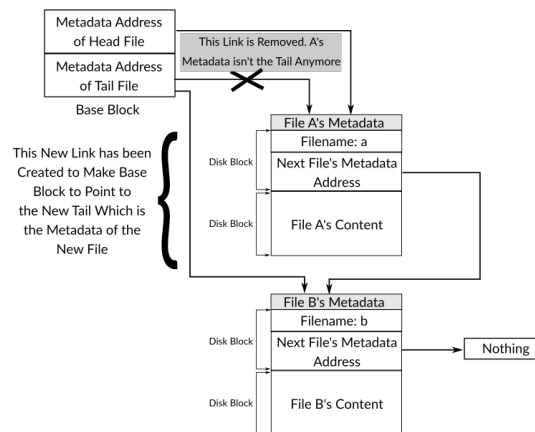 Metadata Address
of Head File
Metadata Address
of Tail File
Base Block
This Link is Removed. A's
Metadata isn't the Tail Anymore
This New Link has been
Created to Make Base
Block to Point to
the New Tail Which is
the Metadata of the
New File
File A's Metadata
Filename: a
Next File's Metadata
Address
File A's Content
Disk Block
Disk Block
File B's Metadata
Filename: b
Next File's Metadata
Address
File B's Content
Disk Block
Disk Block
Nothing